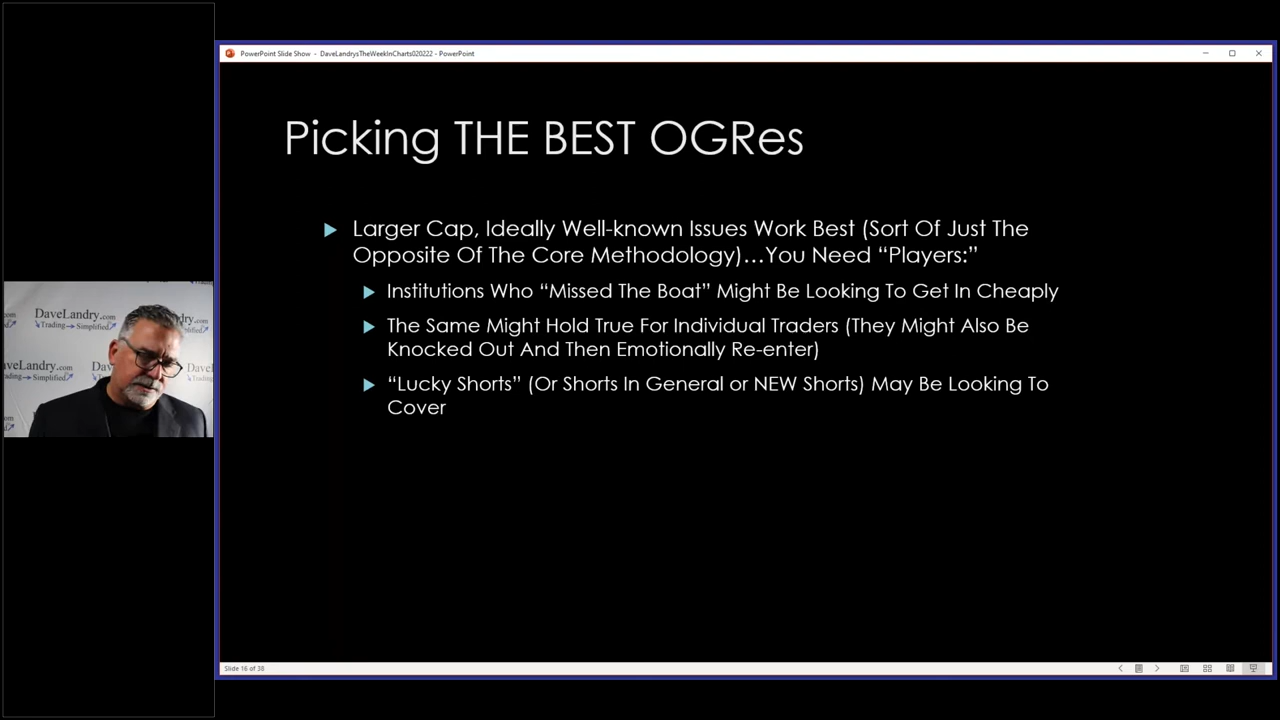 PowerPoint Slide Show - DaveLandrysTheWeekInCharts020222 - PowerPoint
Picking THE BEST OGRes
Larger Cap, Ideally Well-known Issues Work Best (Sort Of Just The
Opposite Of The Core Methodology)…You Need “Players:”
Institutions Who “Missed The Boat” Might Be Looking To Get In Cheaply
The Same Might Hold True For Individual Traders (They Might Also Be
Knocked Out And Then Emotionally Re-enter)
“Lucky Shorts” (Or Shorts In General or NEW Shorts) May Be Looking To
Cover
DaveLandry.com
Trading Simplified
Slide 16 of 38